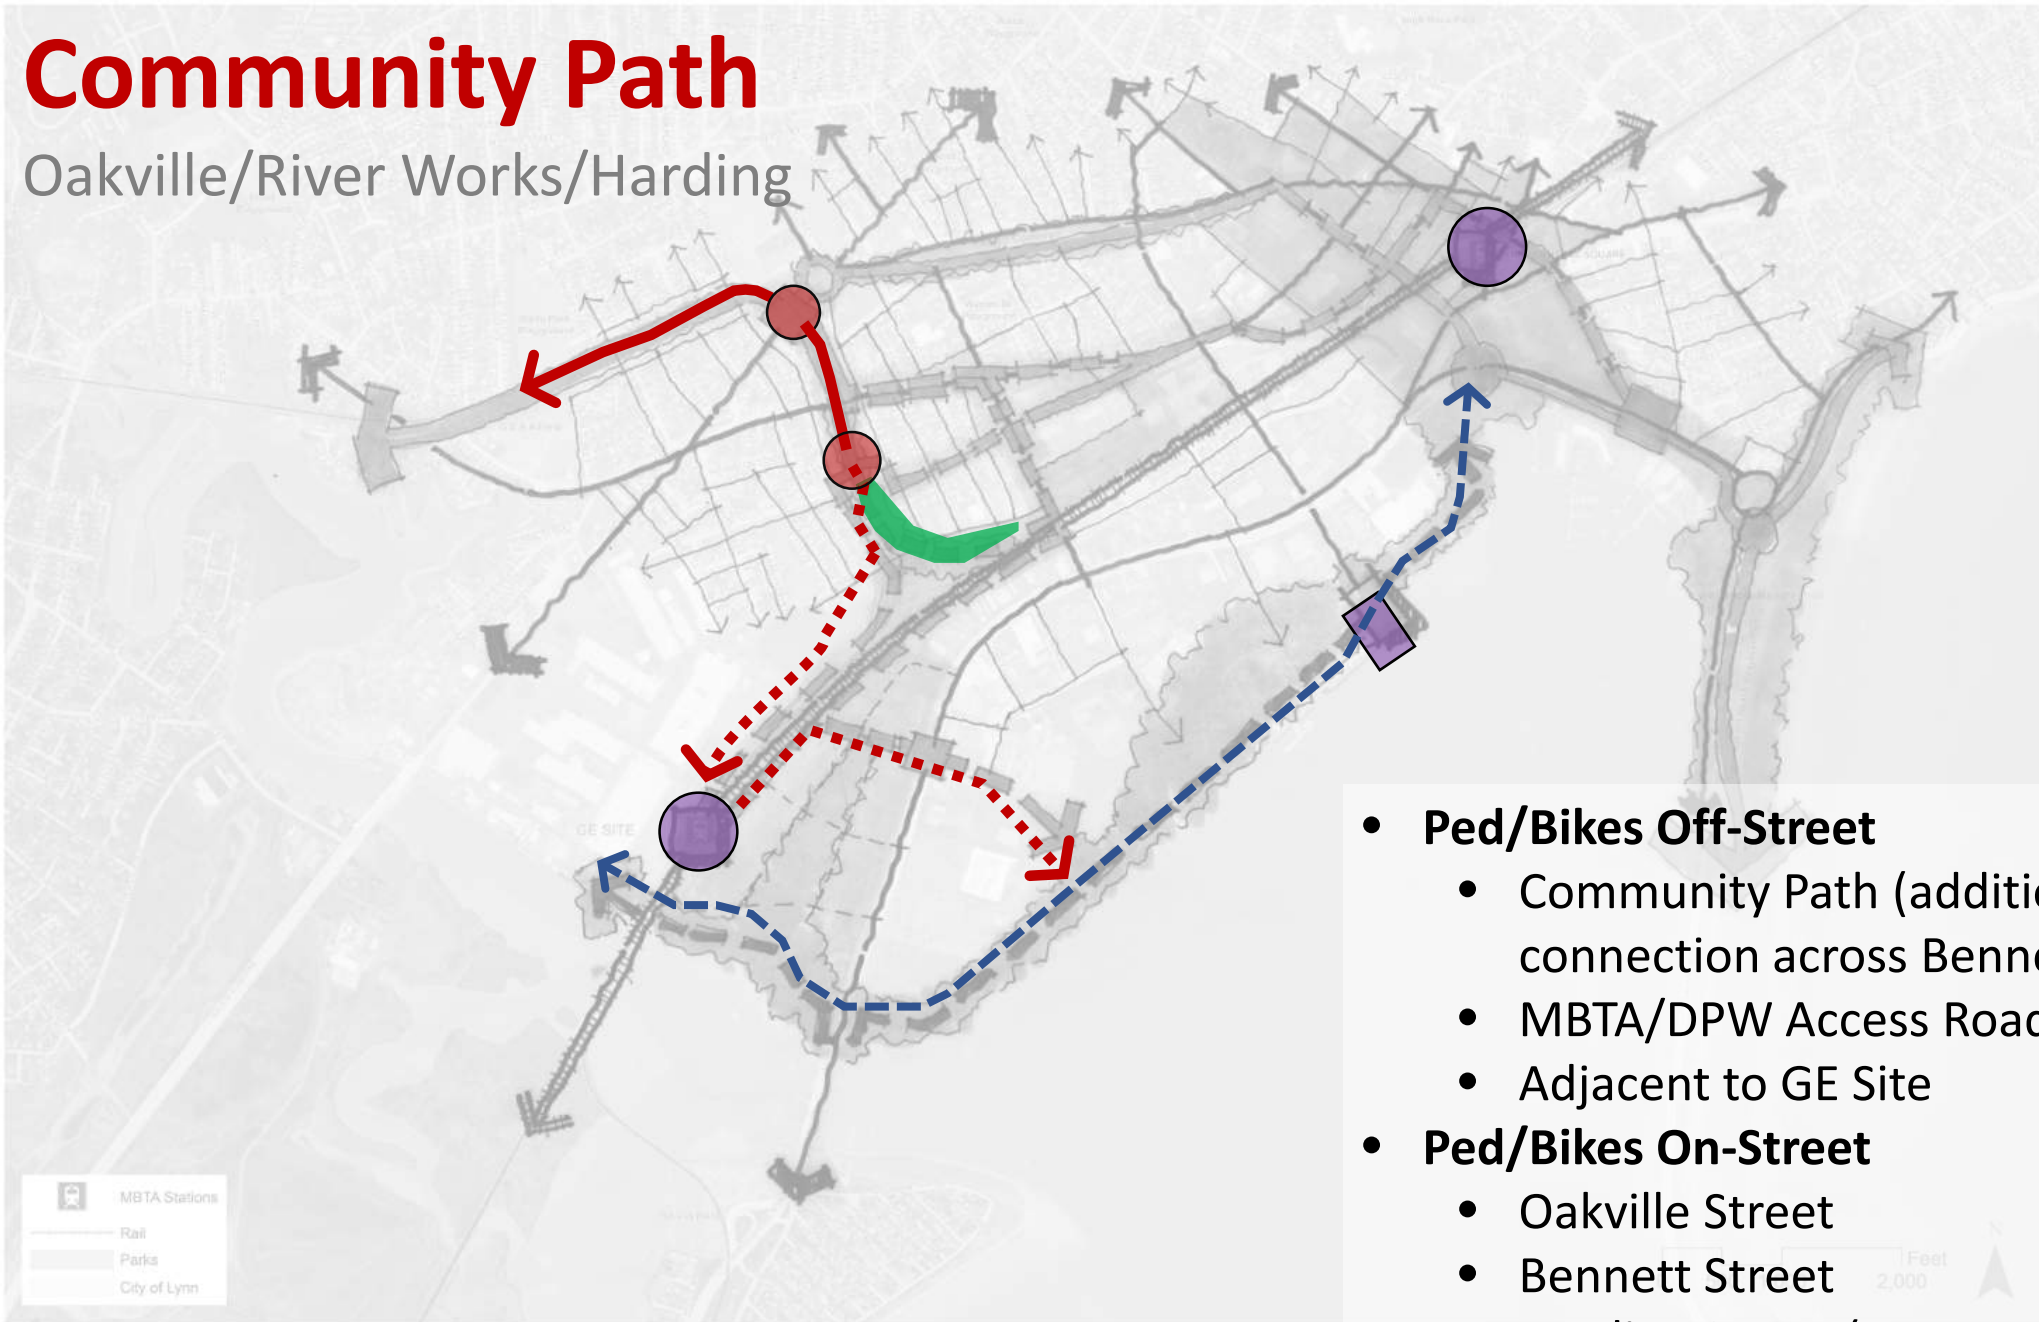 Community Path
Oakville/River Works/Harding
GE SITE
• Ped/Bikes Off-Street
• Community Path (additi
connection across Benn
• MBTA/DPW Access Road
• Adjacent to GE Site
• Ped/Bikes On-Street
• Oakville Street
• Bennett Street
MBTA Stations
Rail
Parks
City of Lynn
N
Feet
2,000